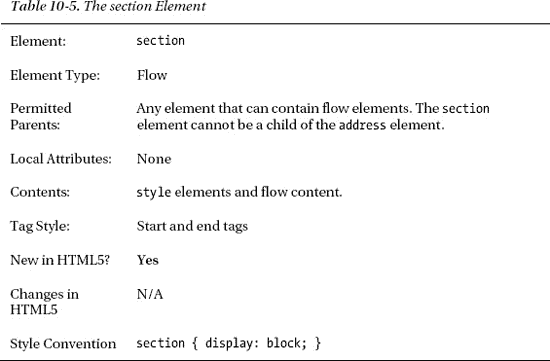 Table 10-5. The section Element
Element: section
Element Type: Flow
Permitted Any element that can contain flow elements. The section
Parents: element cannot be a child of the address element.
Local Attributes: None
Contents: style elements and flow content.
Tag Style: Start and end tags
New in HTML5? Yes
Changes in N/A
HTML5
Style Convention section { display: block; }